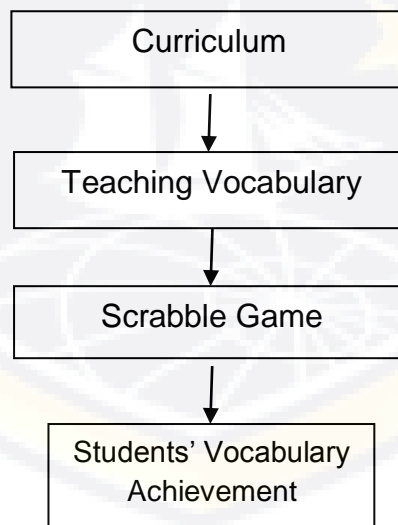 Curriculum
Teaching Vocabulary
Scrabble Game
Students’ Vocabulary
Achievement